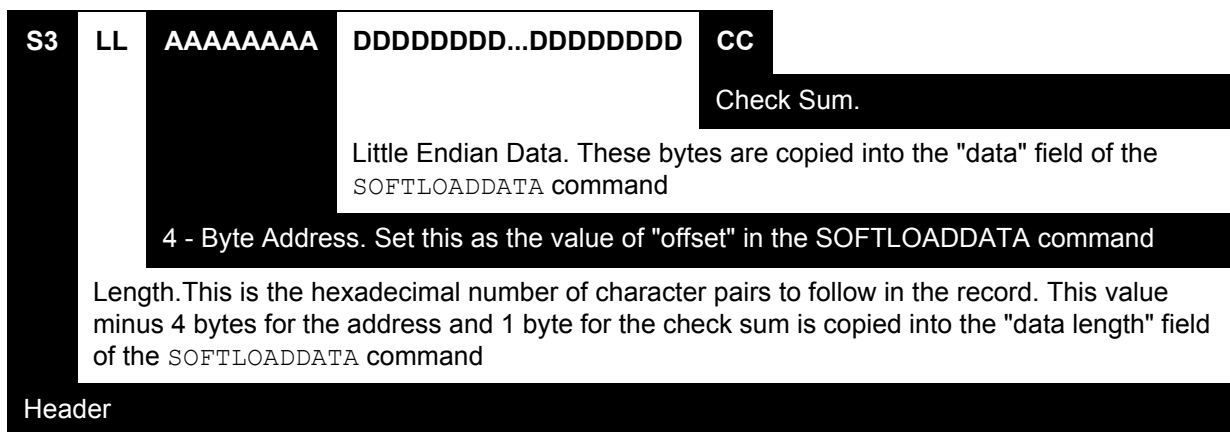 S3 LL AAAAAAAA DDDDDDDD...DDDDDDDD CC
Check Sum.
Little Endian Data. These bytes are copied into the "data" field of the
SOFTLOADDATA command
4 - Byte Address. Set this as the value of "offset" in the SOFTLOADDATA command
Length.This is the hexadecimal number of character pairs to follow in the record. This value
minus 4 bytes for the address and 1 byte for the check sum is copied into the "data length" field
of the SOFTLOADDATA command
Header